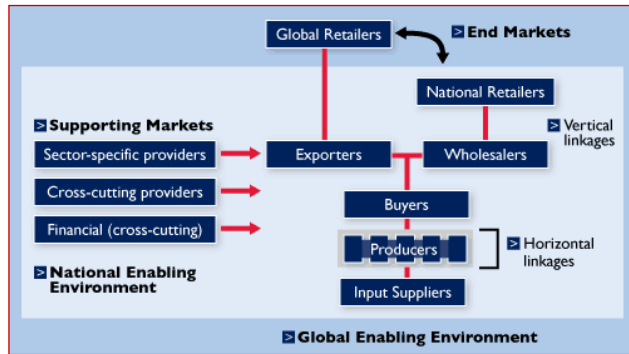 Global Retailers
> End Markets
National Retailers
> Supporting Markets
> Vertical
linkages
Sector-specific providers
Exporters
Wholesalers
Cross-cutting providers
Buyers
Financial (cross-cutting)
Producers
> Horizontal
linkages
> National Enabling
Environment
Input Suppliers
> Global Enabling Environment